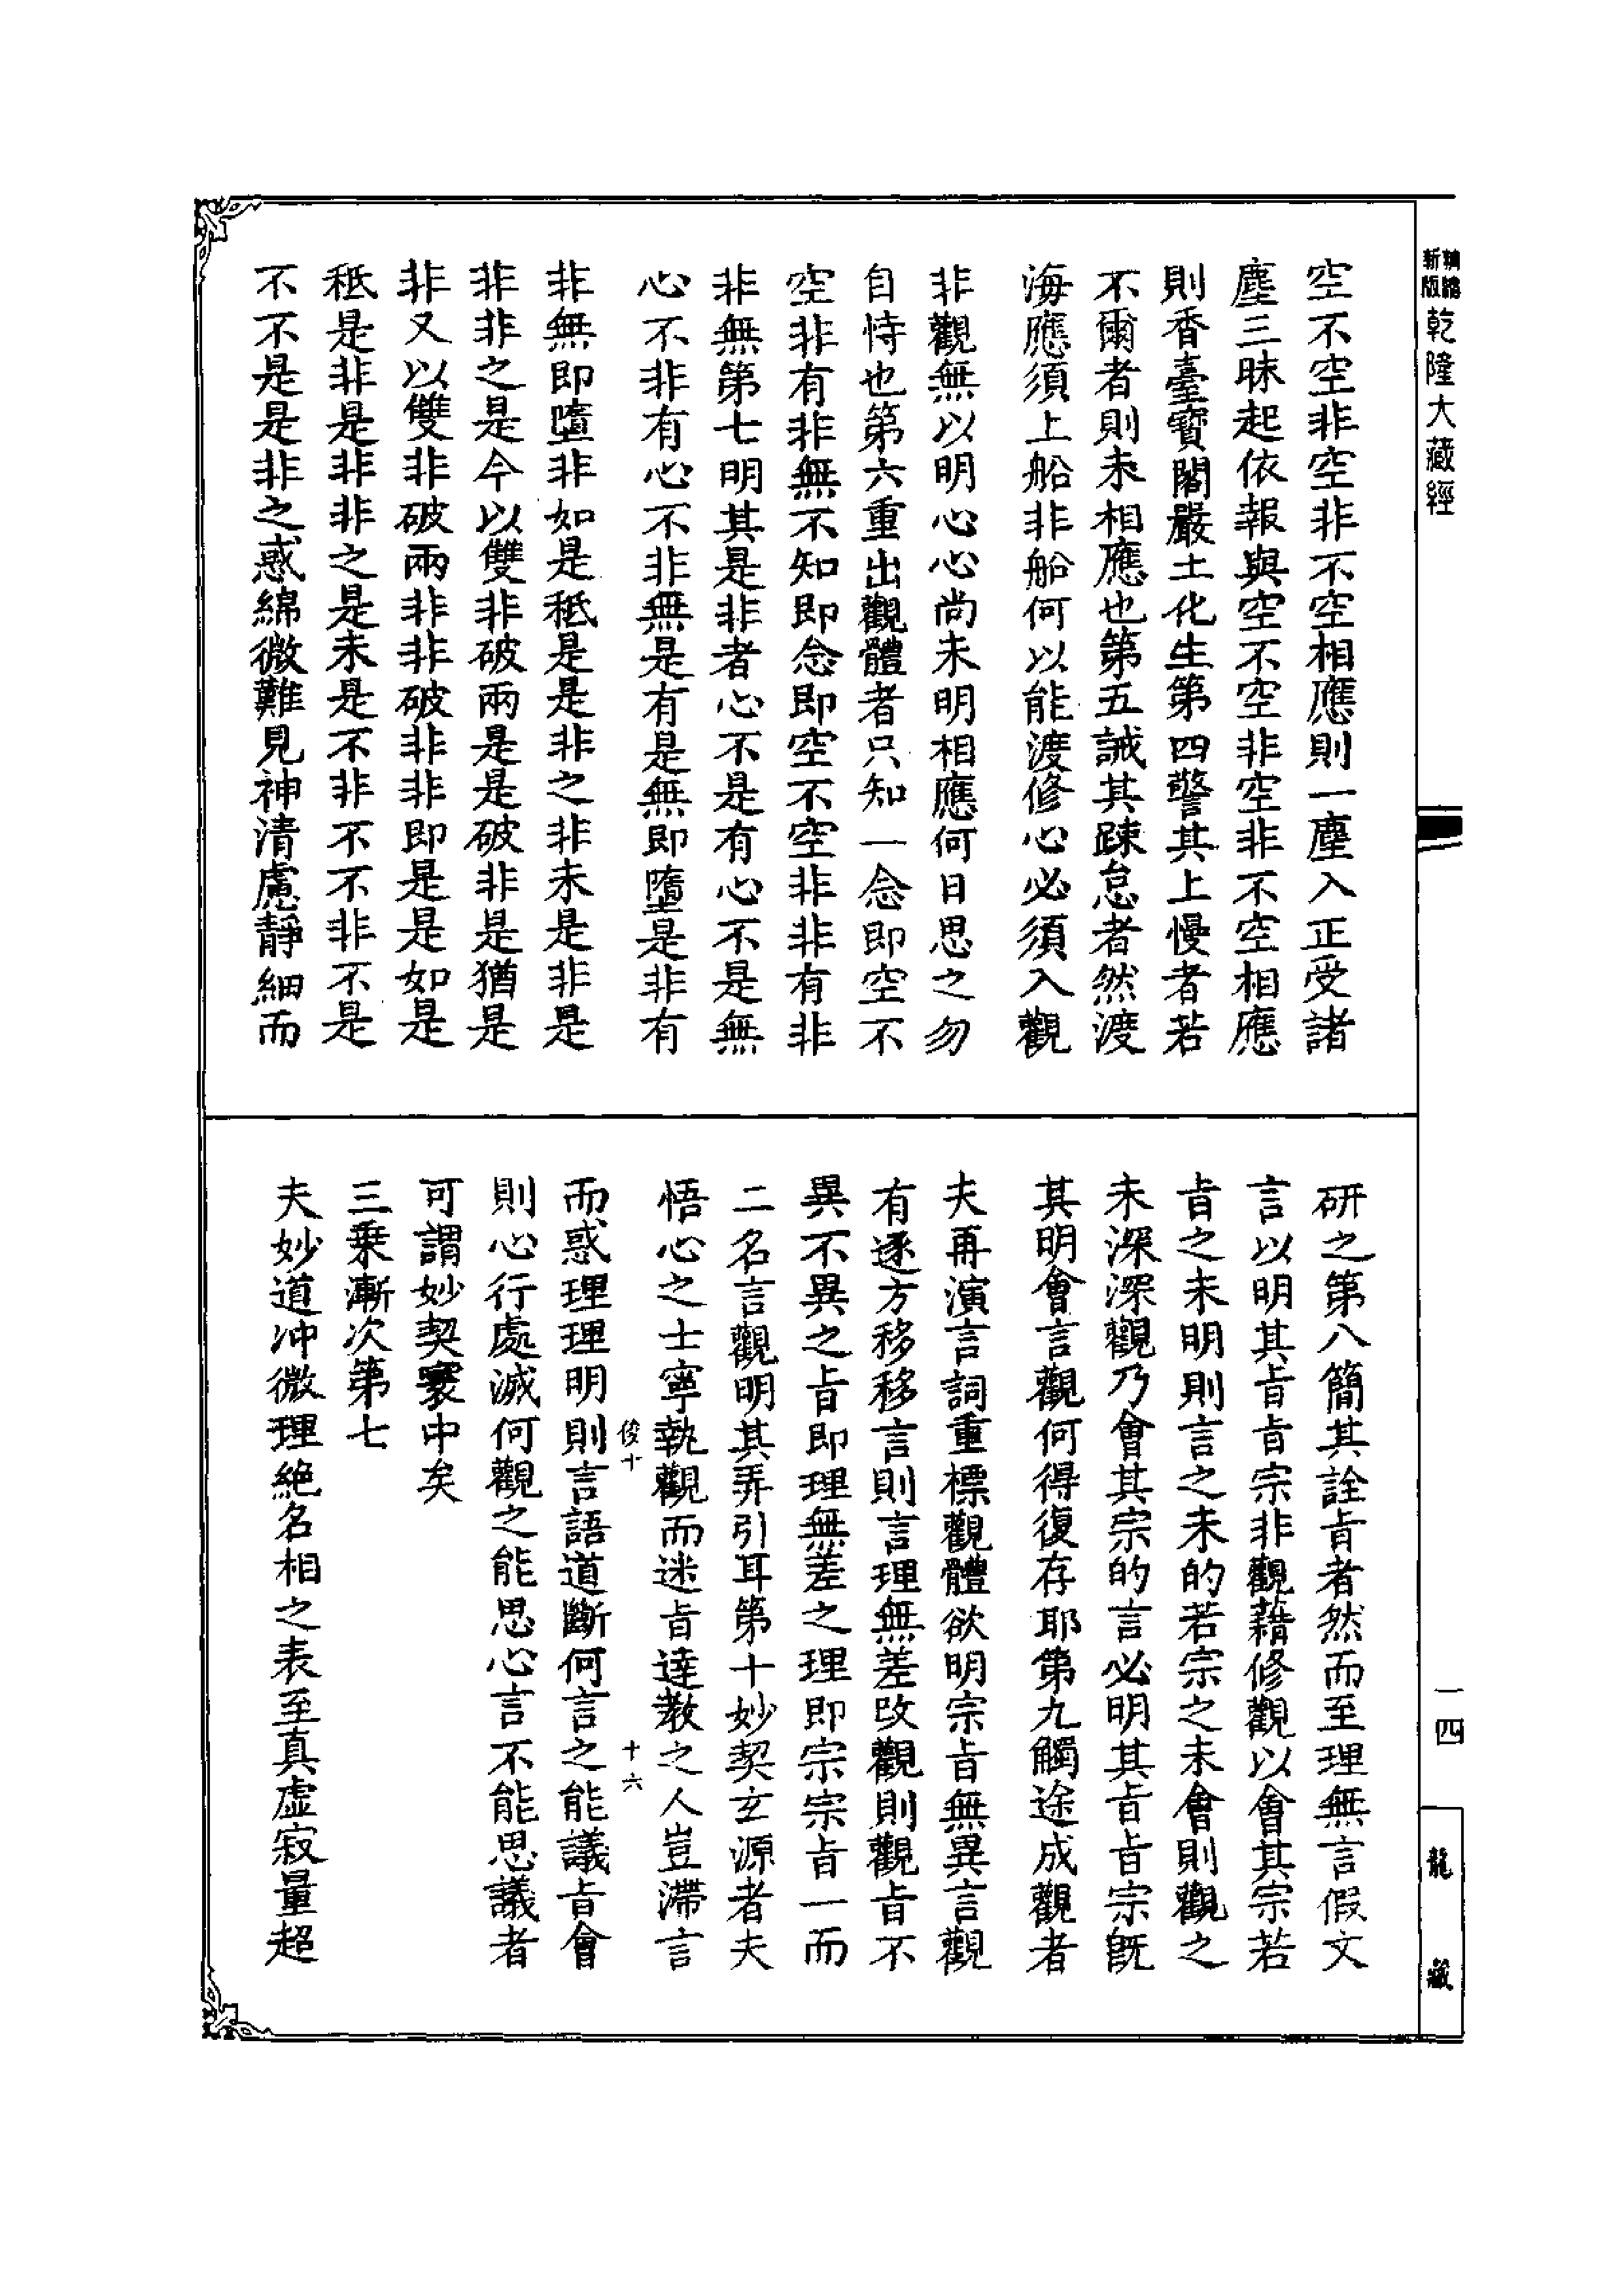 新版
乾隆大藏經
一四
龍藏
空不空非空非不空相應則一塵入正受諸
塵三昧起依報與空不空非空非不空相應
則香臺寶閣嚴土化生第四警其上慢者若
不爾者則未相應也第五誡其踈怠者然渡
海應須上船非船何以能渡修心必須入觀
非觀無以明心心尚未明相應何日思之勿
自恃也第六重出觀體者只知一念即空不
空非有非無不知即念即空不空非非有非
非無第七明其是非者心不是有心不是無
心不非有心不非無是有是無即墮是非有
非無即墮非如是秪是是非之非未是非是
非非之是今以雙非破兩是是破非是猶是
非又以雙非破兩非非破非非即是是如是
秪是非是非非之是未是不非不不非不是
不不是是非之惑綿微難見神清慮靜細而
研之第八簡其詮㫖者然而至理無言假文
言以明其㫖㫖宗非觀藉修觀以會其宗若
㫖之未明則言之未的若宗之未會則觀之
未深深觀乃會其宗的言必明其㫖㫖宗旣
其明會言觀何得復存耶第九觸途成觀者
夫再演言詞重標觀體欲明宗㫖無異言觀
有逐方移移言則言理無差改觀則觀㫖不
異不異之㫖即理無差之理即宗宗㫖一而
二名言觀明其弄引耳第十妙契玄源者夫
悟心之士寧執觀而迷㫖達教之人豈滯言
俊十 十六
而惑理理明則言語道斷何言之能議㫖會
則心行處滅何觀之能思心言不能思議者
可謂妙契寰中矣
三乗漸次第七
夫妙道沖微理絶名相之表至真虛寂量超